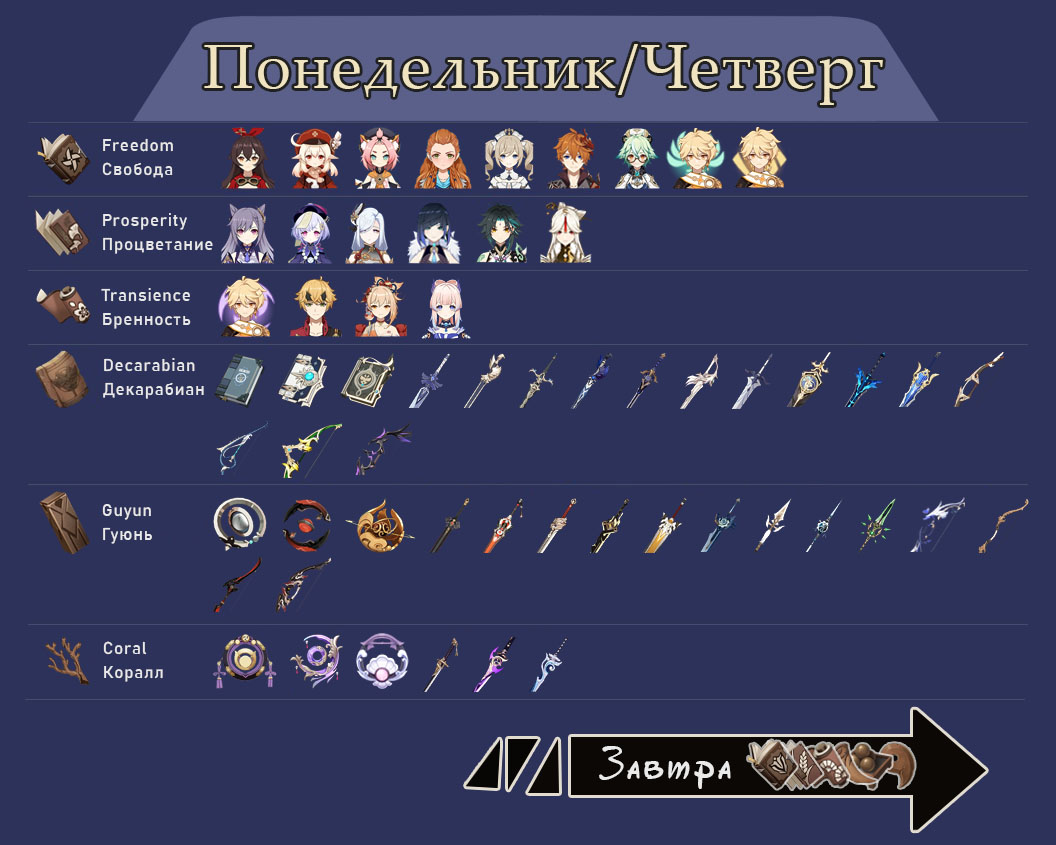 Понедельник/Четверг
Freedom
Свобода
Prosperity
Процветание
Transience
Бренность
Decarabian
Декарабиан
Guyun
Гуюнь
Coral
Коралл
Завтра